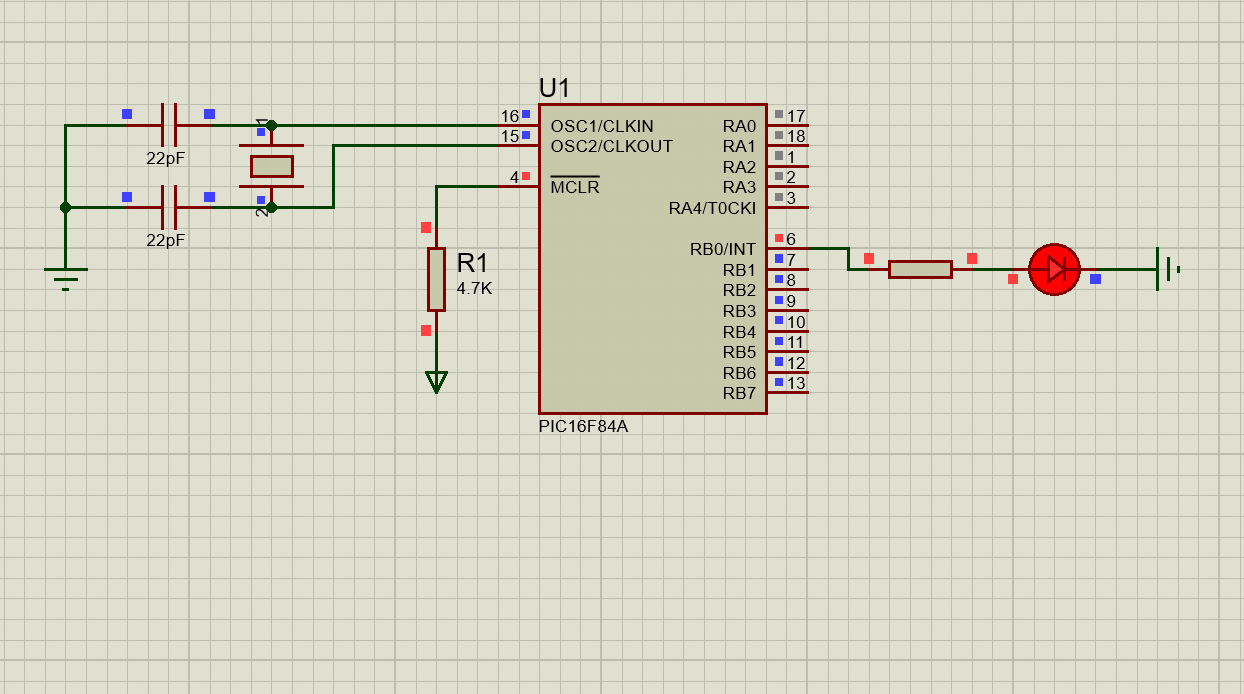 U1
16
15
4
OSC1/CLKIN
OSC2/CLKOUT
MCLR
RA0
RA1
RA2
RA3
RA4/T0CKI
RB0/INT
RB1
RB2
RB3
RB4
RB5
RB6
RB7
17
18
1
2
3
6
7
8
9
10
11
12
13
PIC16F84A
22pF
22pF
1
2
R1
4.7K